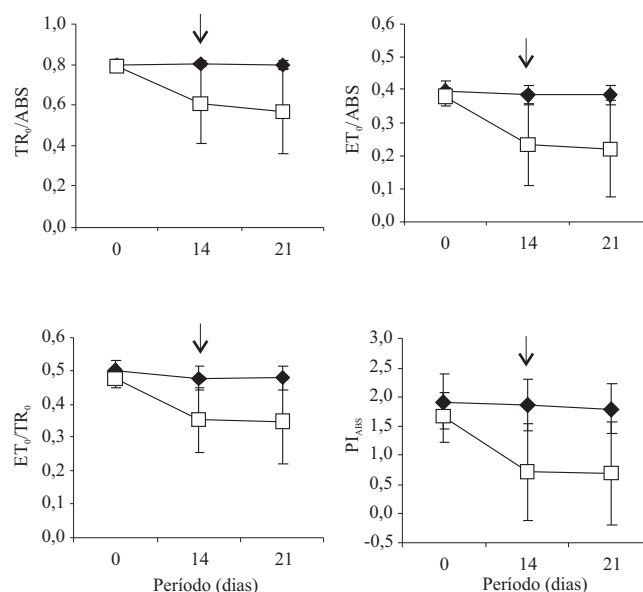 TR₀/ABS
1,0
0,8
0,6
0,4
0,2
0,0
0 14 21
ET₀/ABS
0,6
0,5
0,4
0,3
0,2
0,1
0,0
0 14 21
ET₀/TR₀
0,6
0,5
0,4
0,3
0,2
0,1
0,0
0 14 21
Período (dias)
PI_ABS
3,0
2,5
2,0
1,5
1,0
0,5
0,0
-0,5
0 14 21
Período (dias)